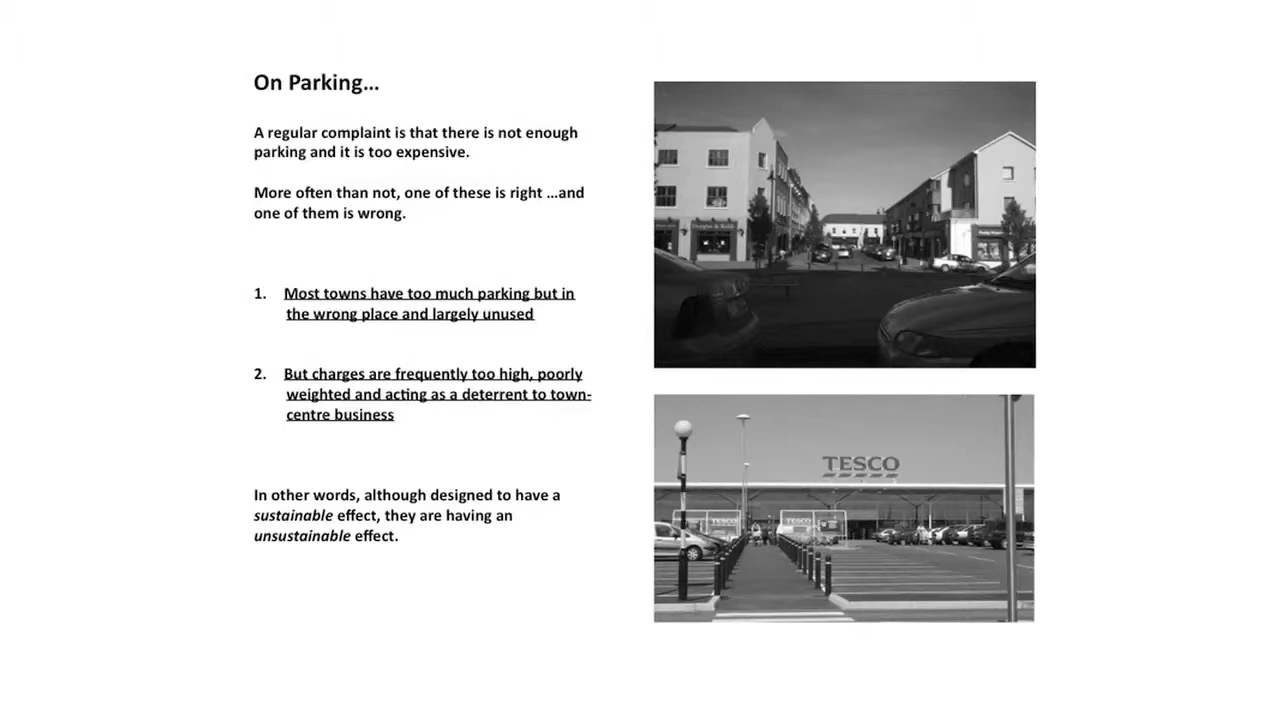 On Parking…
A regular complaint is that there is not enough
parking and it is too expensive.
More often than not, one of these is right …and
one of them is wrong.
1. Most towns have too much parking but in
the wrong place and largely unused
2. But charges are frequently too high, poorly
weighted and acting as a deterrent to town-
centre business
In other words, although designed to have a
sustainable effect, they are having an
unsustainable effect.
TESCO
TESCO
TESCO